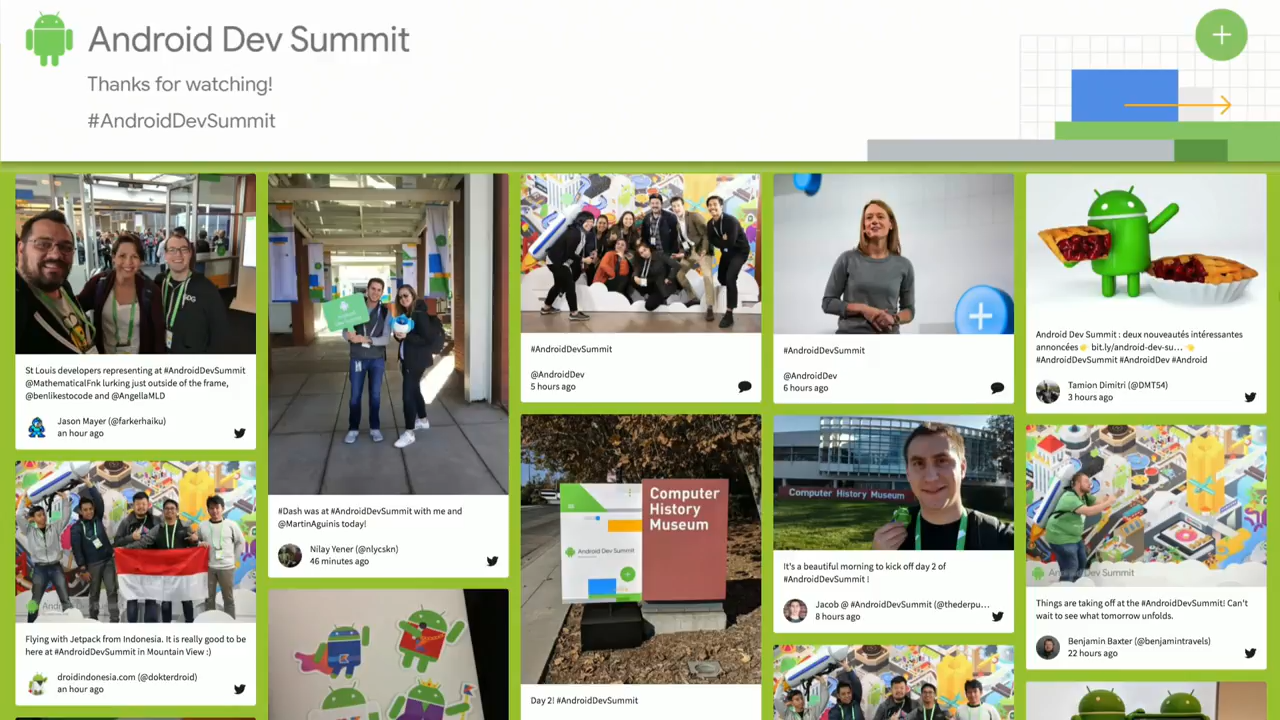 Android Dev Summit
Thanks for watching!
#AndroidDevSummit
St Louis developers representing at #AndroidDevSummit
@MathematicalFnk lurking just outside of the frame,
@benlikestocode and @AngellaMLD
Jason Mayer (@farkerhaiku)
an hour ago
Flying with Jetpack from Indonesia. It is really good to be
here at #AndroidDevSummit in Mountain View :)
droidindonesia.com (@dokterdroid)
an hour ago
#Dash was at #AndroidDevSummit with me and
@MartinAguinis today!
Nilay Yener (@nlycskn)
46 minutes ago
#AndroidDevSummit
@AndroidDev
5 hours ago
Computer
History
Museum
Android Dev Summit
Day 2! #AndroidDevSummit
#AndroidDevSummit
@AndroidDev
6 hours ago
Computer History Museum
It's a beautiful morning to kick off day 2 of
#AndroidDevSummit !
Jacob @ #AndroidDevSummit (@thederpu...
8 hours ago
Android Dev Summit : deux nouveautés intéressantes
annoncées 👉 bit.ly/android-dev-su... 👈
#AndroidDevSummit #AndroidDev #Android
Tamion Dimitri (@DMT54)
3 hours ago
Android Dev Summit
Things are taking off at the #AndroidDevSummit! Can't
wait to see what tomorrow unfolds.
Benjamin Baxter (@benjamintravels)
22 hours ago